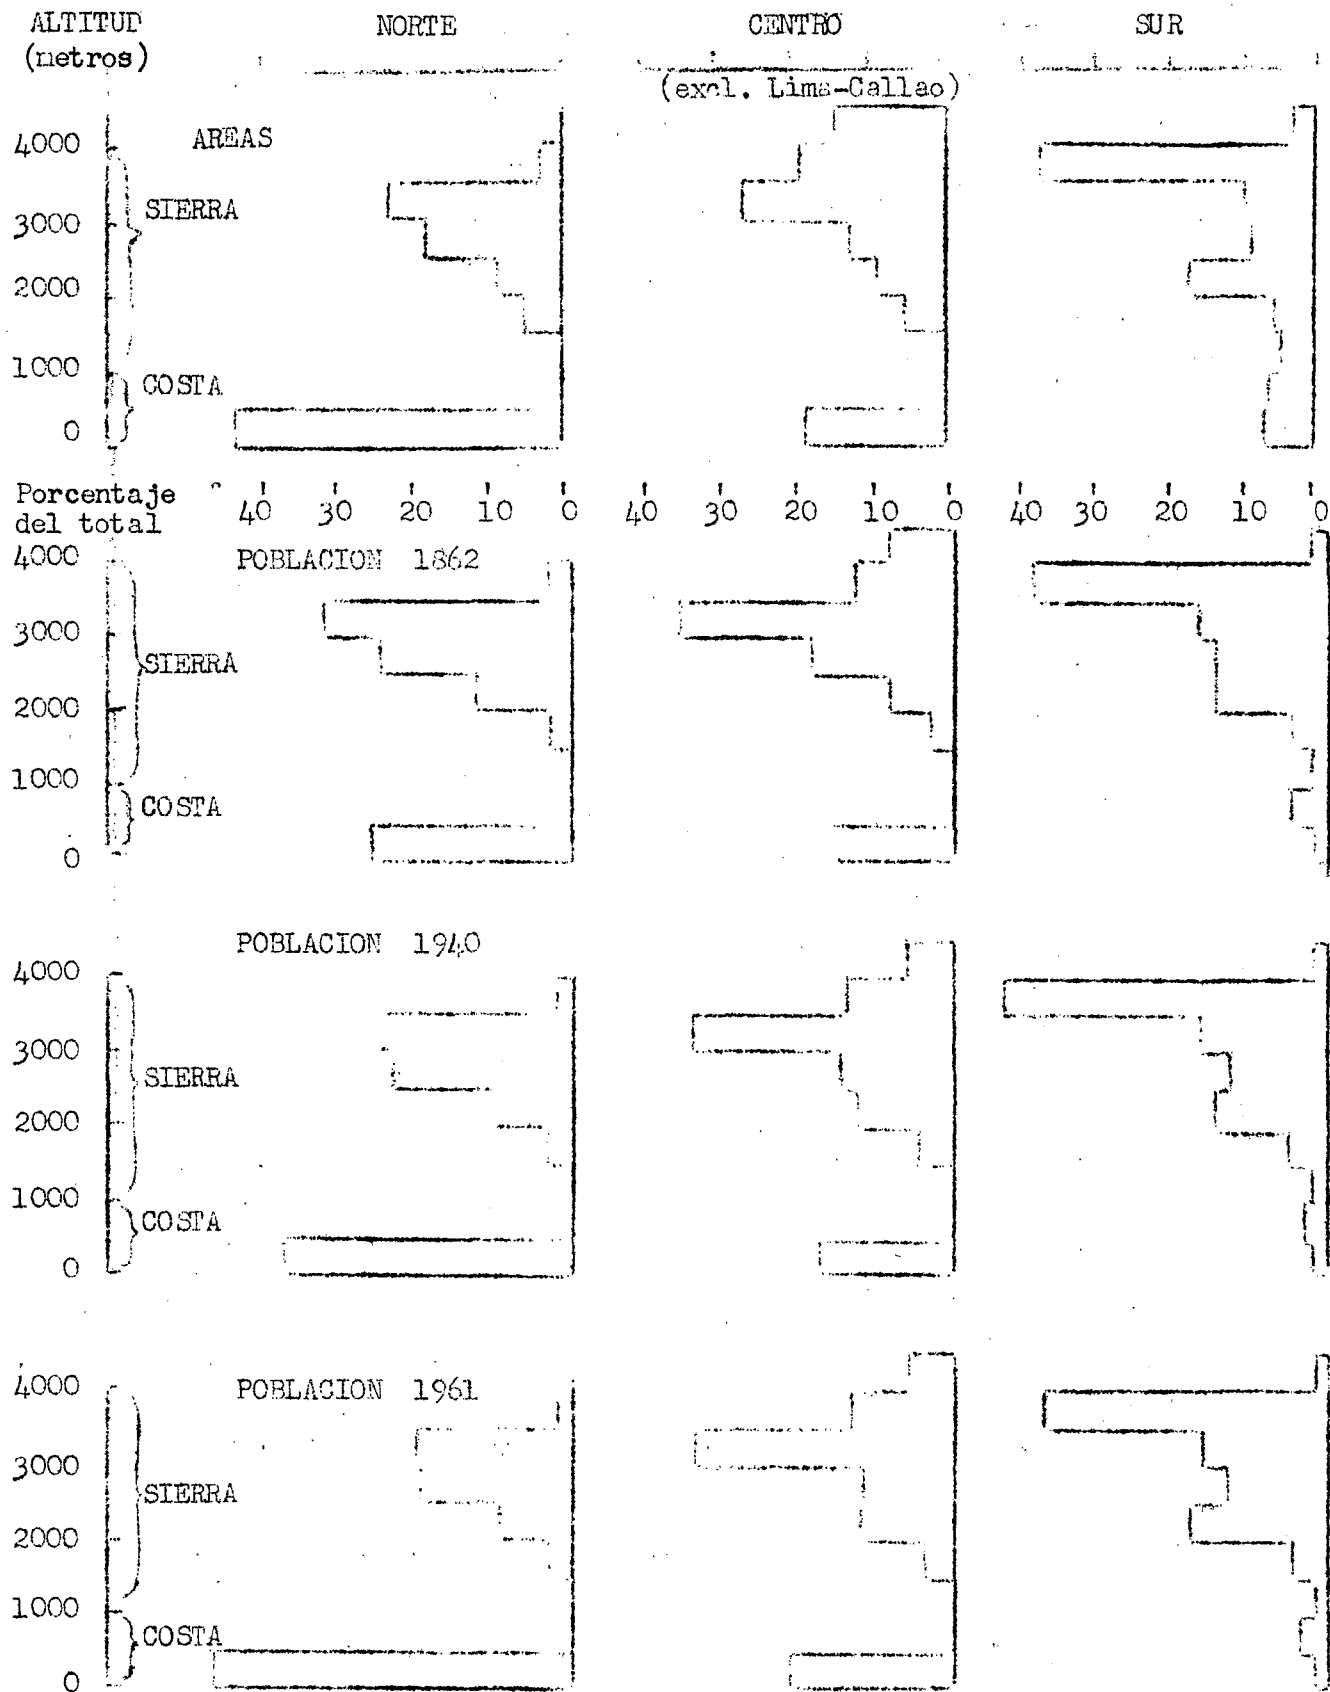 ALTITUD NORTE CENTRO SUR
(metros)
(excl. Lima-Callao)
4000 AREAS
SIERRA
3000
2000
1000
COSTA
0
Porcentaje
del total 40 30 20 10 0 40 30 20 10 0 40 30 20 10 0
4000 POBLACION 1862
3000
SIERRA
2000
1000
COSTA
0
POBLACION 1940
4000
3000
SIERRA
2000
1000
COSTA
0
4000 POBLACION 1961
3000
SIERRA
2000
1000
COSTA
0